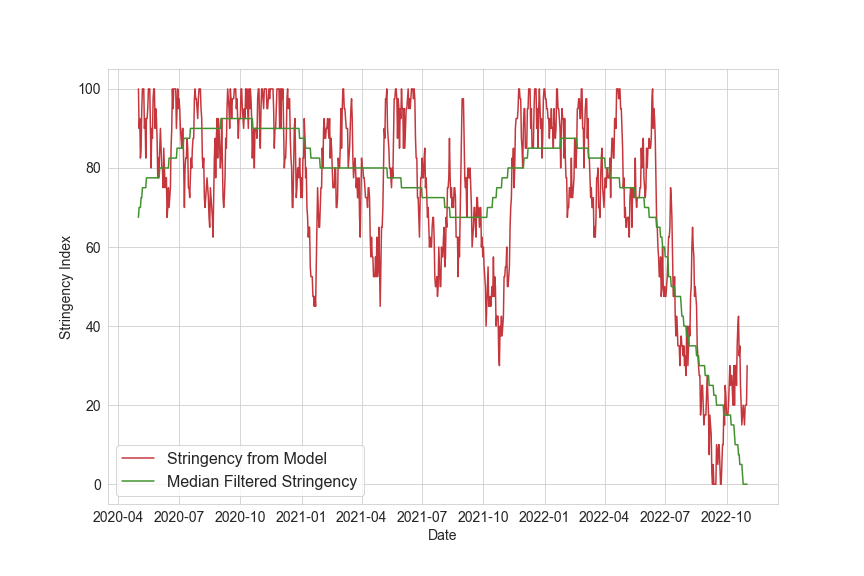 100
80
60
40
20
0
Stringency Index
Stringency from Model
Median Filtered Stringency
2020-04 2020-07 2020-10 2021-01 2021-04 2021-07 2021-10 2022-01 2022-04 2022-07 2022-10
Date